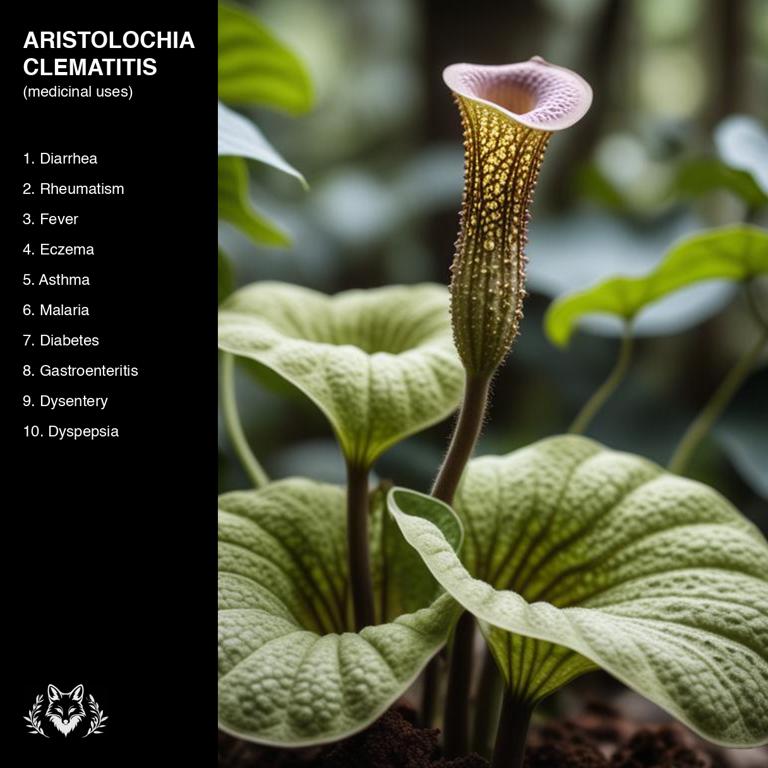 ARISTOLOCHIA
CLEMATITIS
(medicinal uses)
1. Diarrhea
2. Rheumatism
3. Fever
4. Eczema
5. Asthma
6. Malaria
7. Diabetes
8. Gastroenteritis
9. Dysentery
10. Dyspepsia